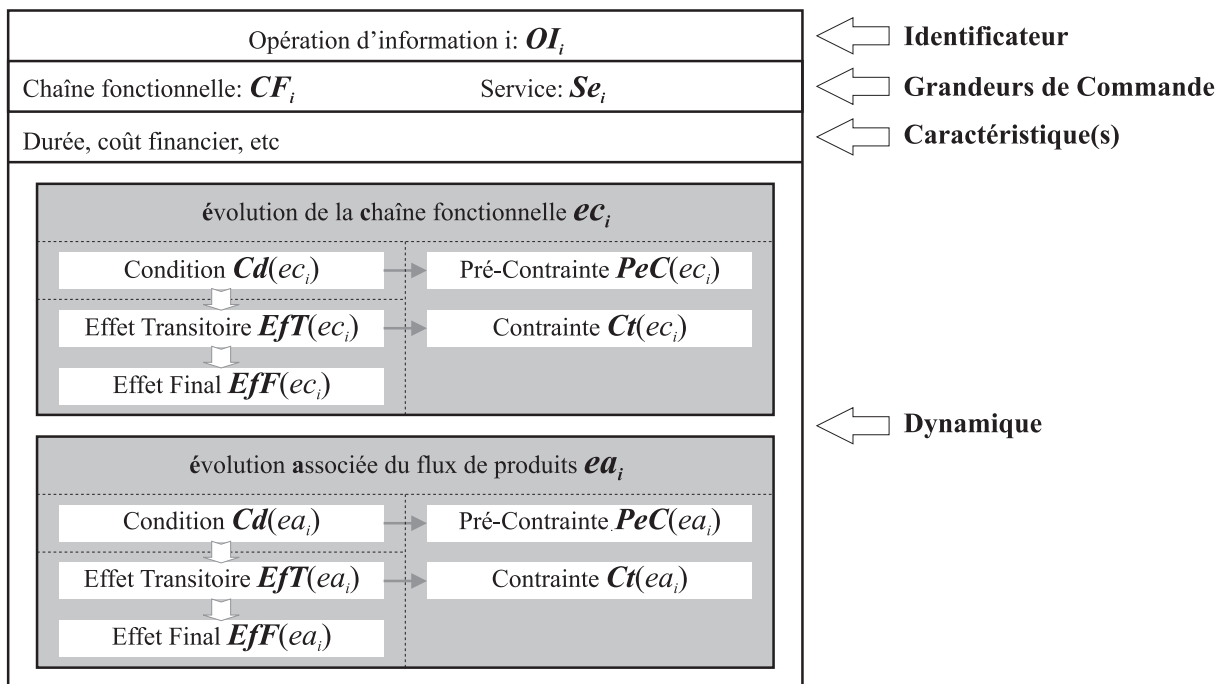 Opération d'information i: OIi
Identificateur
Chaîne fonctionnelle: CFi Service: Sei
Grandeurs de Commande
Durée, coût financier, etc
Caractéristique(s)
évolution de la chaîne fonctionnelle eci
Condition Cd(eci) Pré-Contrainte PeC(eci)
Effet Transitoire EfT(eci) Contrainte Ct(eci)
Effet Final EfF(eci)
Dynamique
évolution associée du flux de produits eai
Condition Cd(eai) Pré-Contrainte PeC(eai)
Effet Transitoire EfT(eai) Contrainte Ct(eai)
Effet Final EfF(eai)